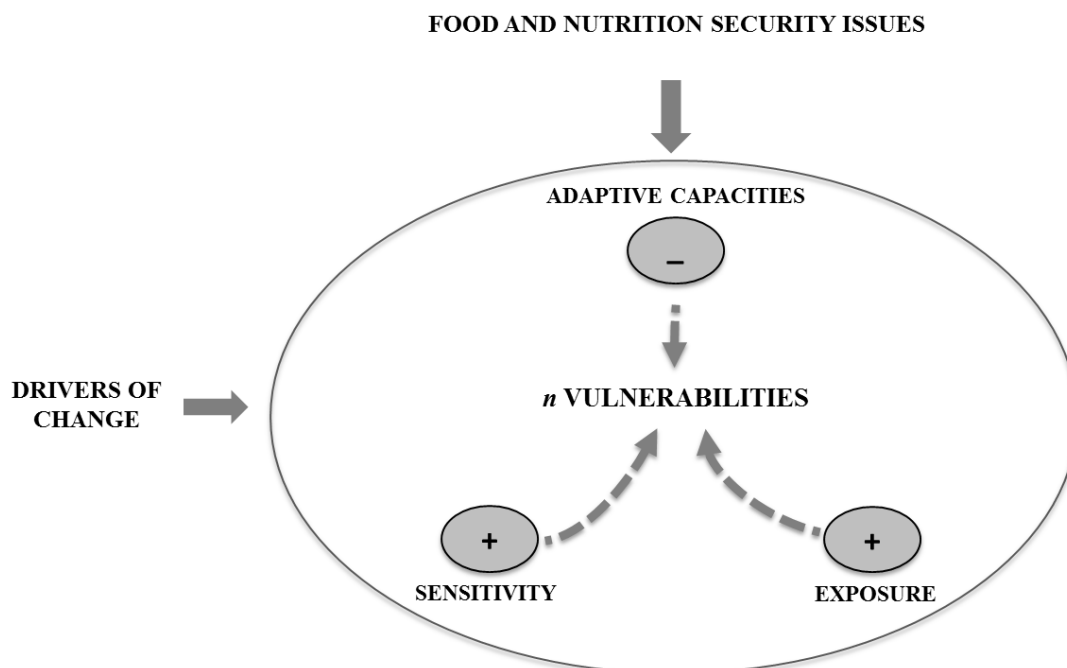 FOOD AND NUTRITION SECURITY ISSUES
ADAPTIVE CAPACITIES
–
DRIVERS OF
CHANGE
n VULNERABILITIES
+
+
SENSITIVITY
EXPOSURE